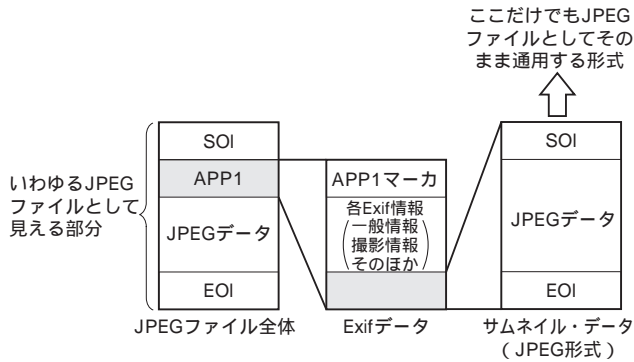 ここだけでもJPEG
ファイルとしてその
まま通用する形式
いわゆるJPEG
ファイルとして
見える部分
SOI
APP1
JPEGデータ
EOI
JPEGファイル全体
APP1マーカ
各Exif情報
(一般情報
撮影情報
そのほか)
Exifデータ
SOI
JPEGデータ
EOI
サムネイル・データ
(JPEG形式)